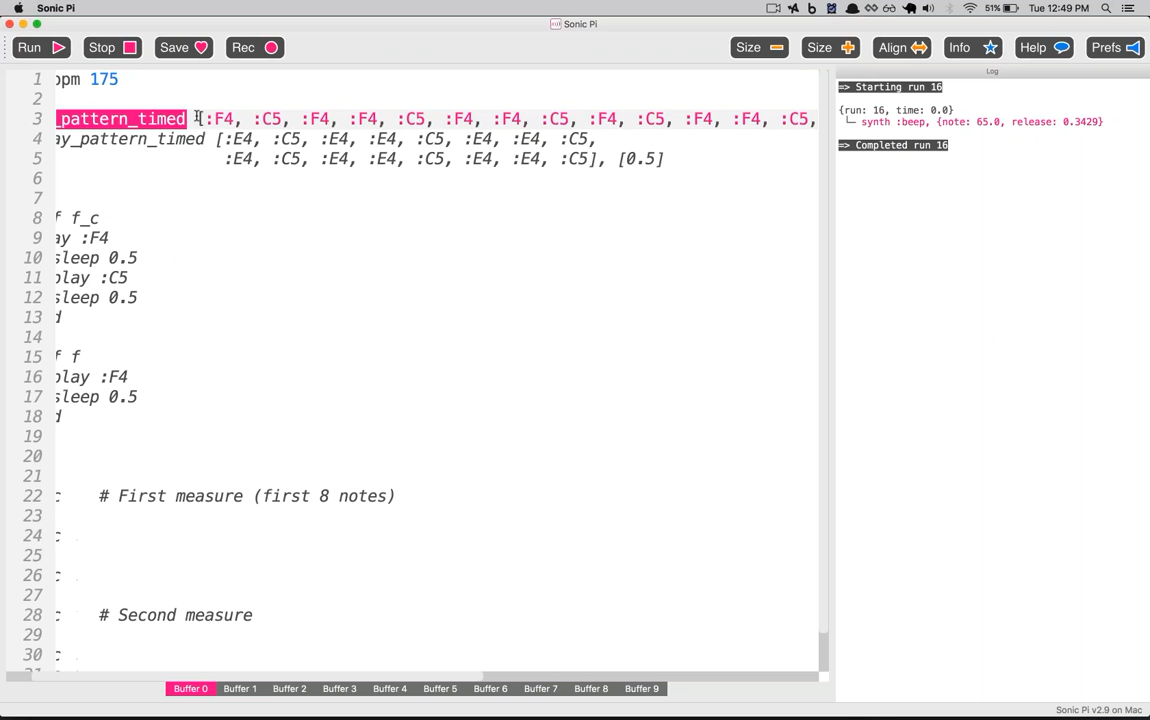 Sonic Pi
51%
Tue 12:49 PM
Sonic Pi
Run
Stop
Save
Rec
Size
Size
Align
Info
Help
Prefs
Log
1 bpm 175
2
3 _pattern_timed [:F4, :C5, :F4, :F4, :C5, :F4, :F4, :C5, :F4, :C5, :F4, :F4, :C5,
4 ay_pattern_timed [:E4, :C5, :E4, :E4, :C5, :E4, :E4, :C5,
5 :E4, :C5, :E4, :E4, :C5, :E4, :E4, :C5], [0.5]
6
7
8 f f_c
9 ay :F4
10 sleep 0.5
11 play :C5
12 sleep 0.5
13 d
14
15 f f
16 play :F4
17 sleep 0.5
18 d
19
20
21
22 c # First measure (first 8 notes)
23
24 c
25
26 c
27
28 c # Second measure
29
30 c
31
=> Starting run 16
{run: 16, time: 0.0}
└─ synth :beep, {note: 65.0, release: 0.3429}
=> Completed run 16
Buffer 0
Buffer 1
Buffer 2
Buffer 3
Buffer 4
Buffer 5
Buffer 6
Buffer 7
Buffer 8
Buffer 9
Sonic Pi v2.9 on Mac